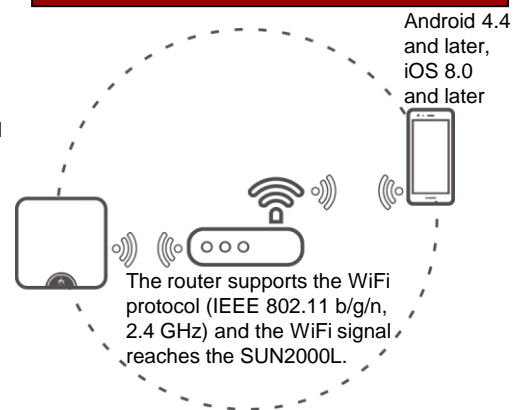 Android 4.4
and later,
iOS 8.0
and later
The router supports the WiFi
protocol (IEEE 802.11 b/g/n,
2.4 GHz) and the WiFi signal
reaches the SUN2000L.